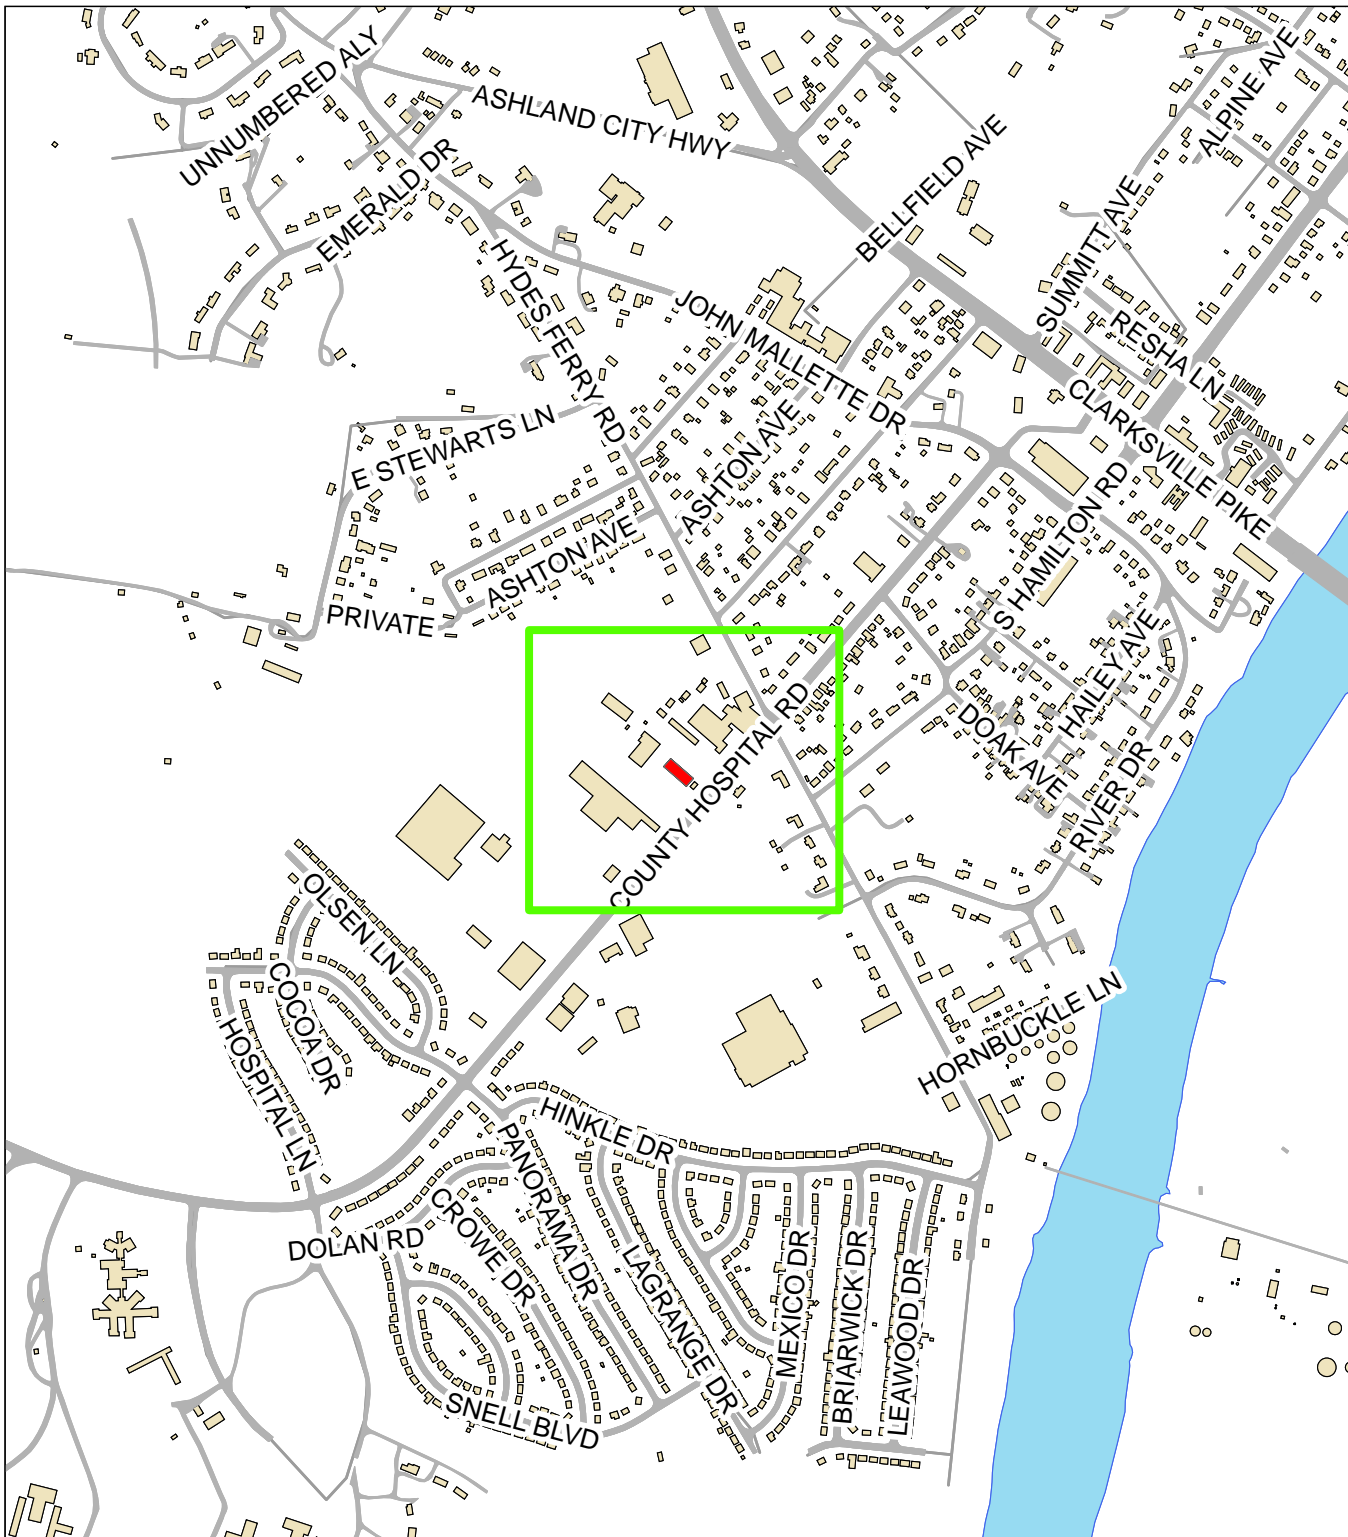 UNNUMBERED ALY
ASHLAND CITY HWY
ALPINE AVE
BELLFIELD AVE
EMERALD DR
SUMMITT AVE
HYDES FERRY RD
JOHN MALLETTE DR
RESHA LN
CLARKSVILLE PIKE
E STEWARTS LN
ASHTON AVE
ASHTON AVE
S HAMILTON RD
PRIVATE
HAILEY AVE
COUNTY HOSPITAL RD
DOAK AVE
RIVER DR
OLSEN LN
COCOA DR
HOSPITAL LN
HORNBUCKLE LN
HINKLE DR
PANORAMA DR
CROWE DR
DOLAN RD
LAGRANGE DR
MEXICO DR
BRIARWICK DR
LEAWOOD DR
SNELL BLVD